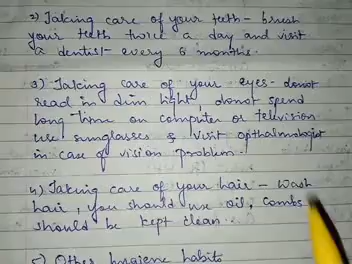 2) Taking care of your teeth - brush
your teeth twice a day and visit
a dentist - every 6 months.
3) Taking care of your eyes - donot
read in dim light, donot spend
long-time on computer or television
use sunglasses & visit opthalmologist
in case of vision problem.
4) Taking care of your hair - Wash
hair, you should use oil, combs
should be kept clean.
5) Other hygiene habits